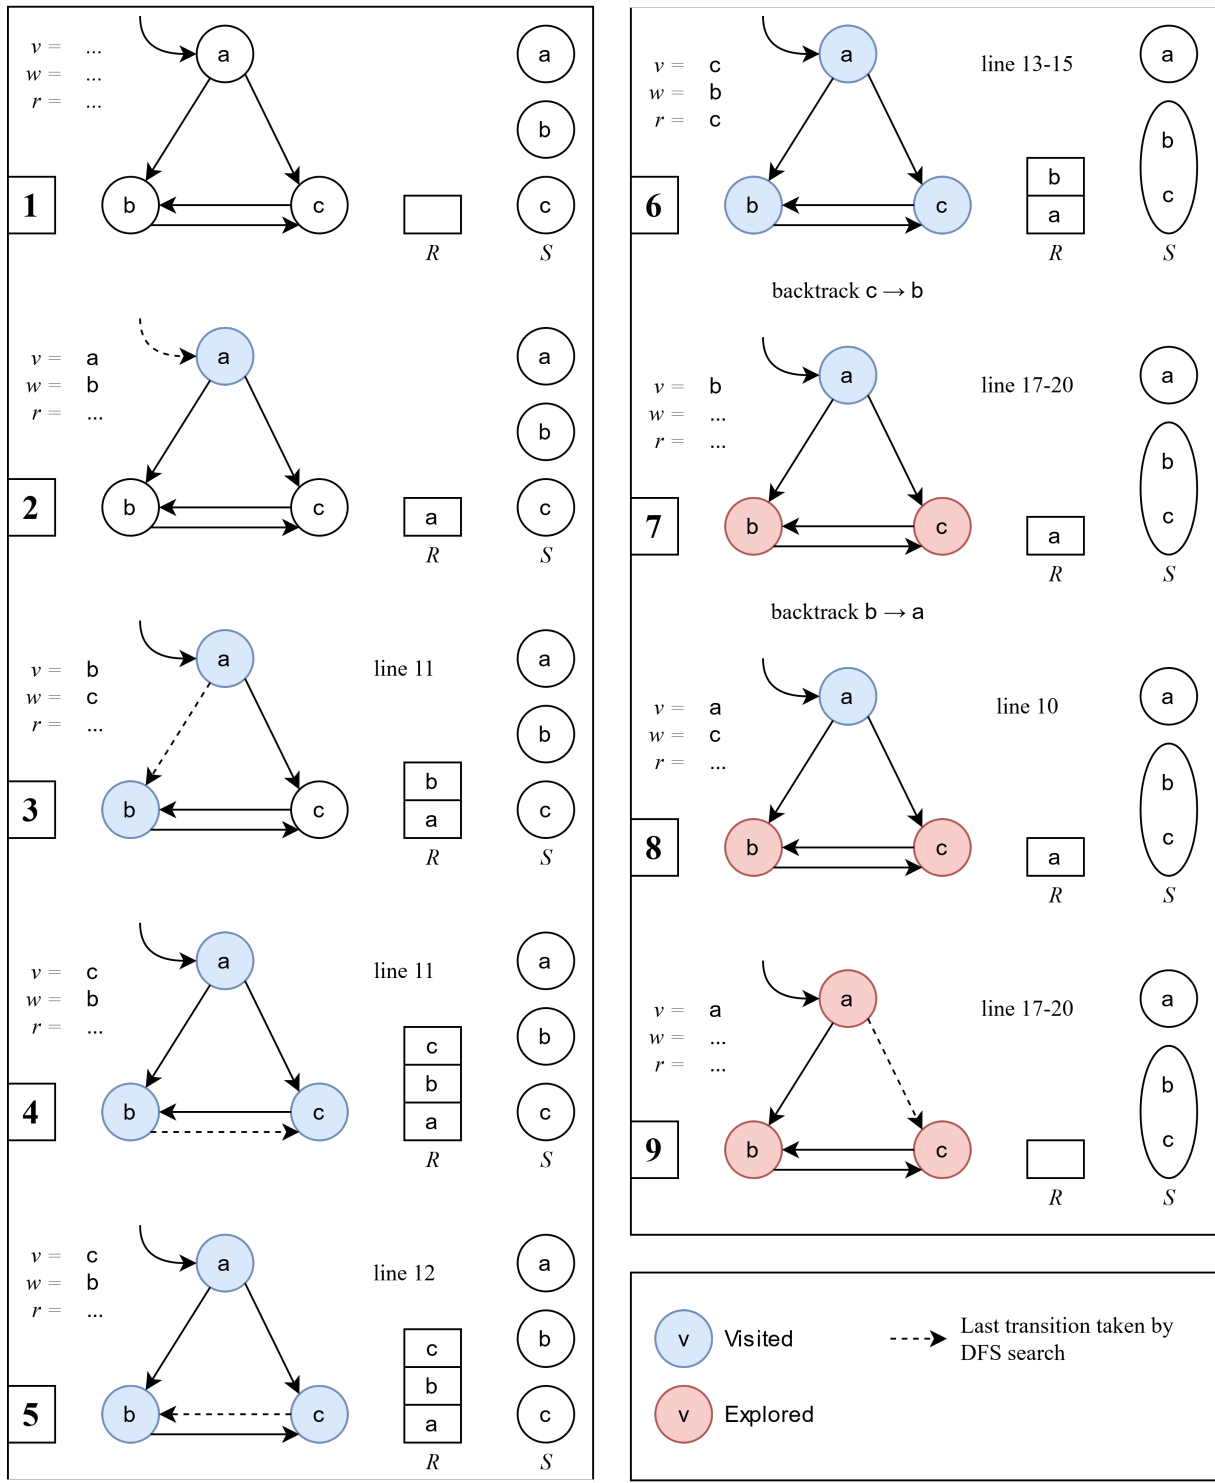 v = ...
w = ...
r = ...
a
b
c
1
R
a
b
c
S
v = a
w = b
r = ...
a
b
c
2
a
R
a
b
c
S
v = b
w = c
r = ...
a
b
c
line 11
3
b
a
R
a
b
c
S
v = c
w = b
r = ...
a
b
c
line 11
4
c
b
a
R
a
b
c
S
v = c
w = b
r = ...
a
b
c
line 12
5
c
b
a
R
a
b
c
S
v = c
w = b
r = c
a
b
c
line 13-15
6
b
a
R
a
b
c
S
backtrack c → b
v = b
w = ...
r = ...
a
b
c
line 17-20
7
a
R
a
b
c
S
backtrack b → a
v = a
w = c
r = ...
a
b
c
line 10
8
a
R
a
b
c
S
v = a
w = ...
r = ...
a
b
c
line 17-20
9
R
a
b
c
S
v Visited
v Explored
Last transition taken by
DFS search